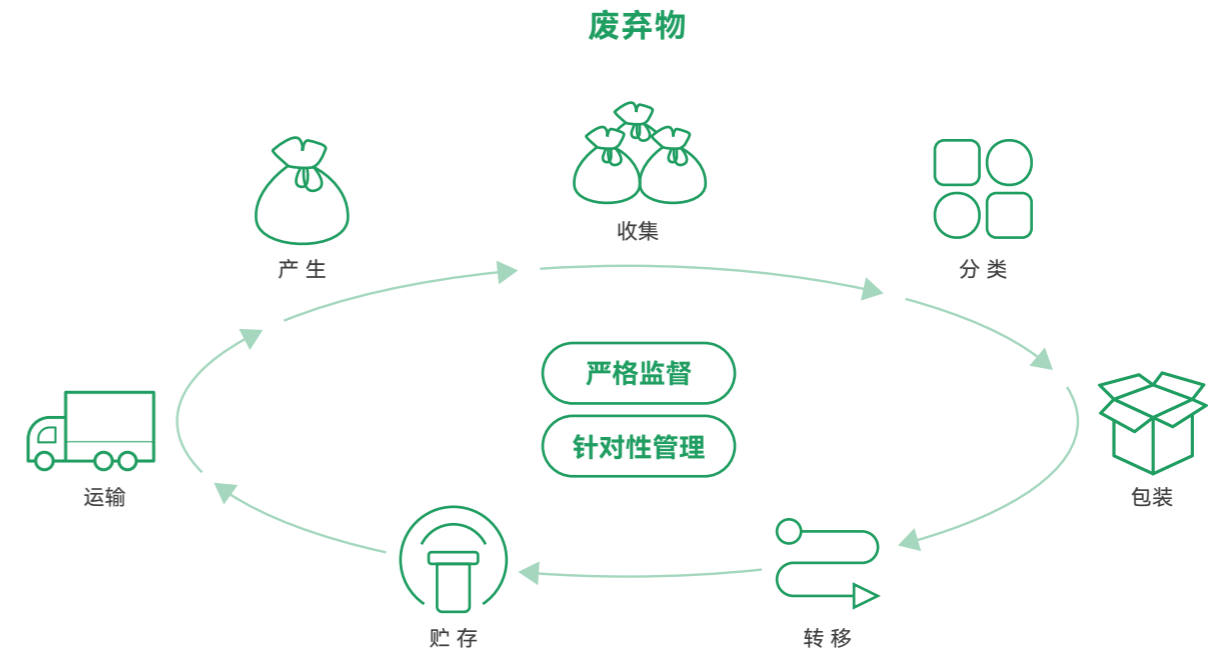 废弃物
收集
产 生
分 类
严格监督
针对性管理
运输
包装
贮 存
转 移